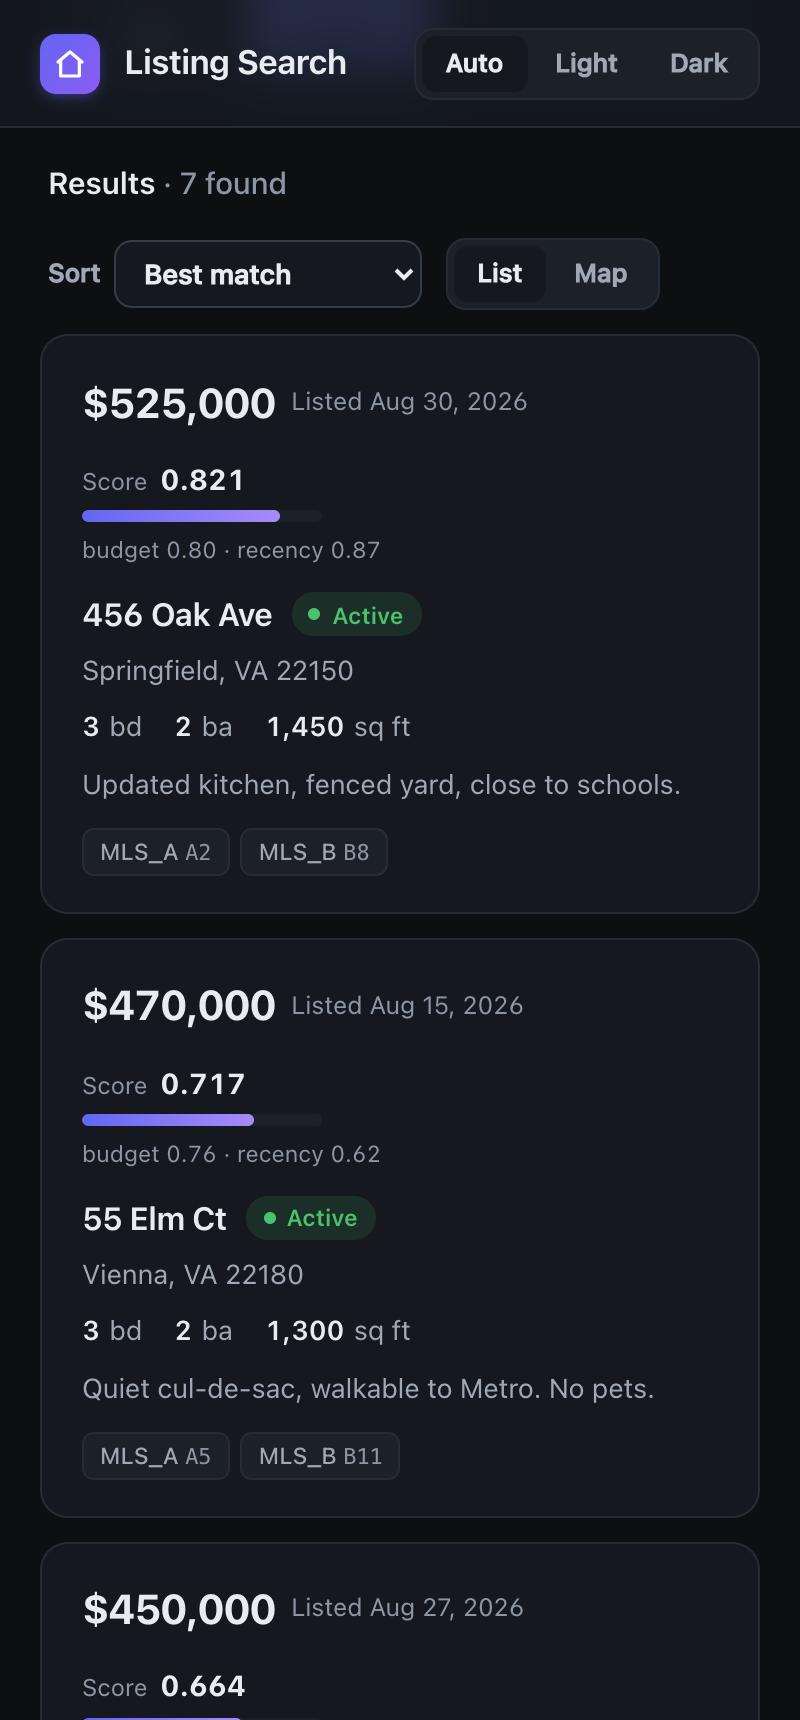 Listing Search
Auto Light Dark
Results · 7 found
Sort Best match List Map
$525,000 Listed Aug 30, 2026
Score 0.821
budget 0.80 · recency 0.87
456 Oak Ave Active
Springfield, VA 22150
3 bd 2 ba 1,450 sq ft
Updated kitchen, fenced yard, close to schools.
MLS_A A2 MLS_B B8
$470,000 Listed Aug 15, 2026
Score 0.717
budget 0.76 · recency 0.62
55 Elm Ct Active
Vienna, VA 22180
3 bd 2 ba 1,300 sq ft
Quiet cul-de-sac, walkable to Metro. No pets.
MLS_A A5 MLS_B B11
$450,000 Listed Aug 27, 2026
Score 0.664